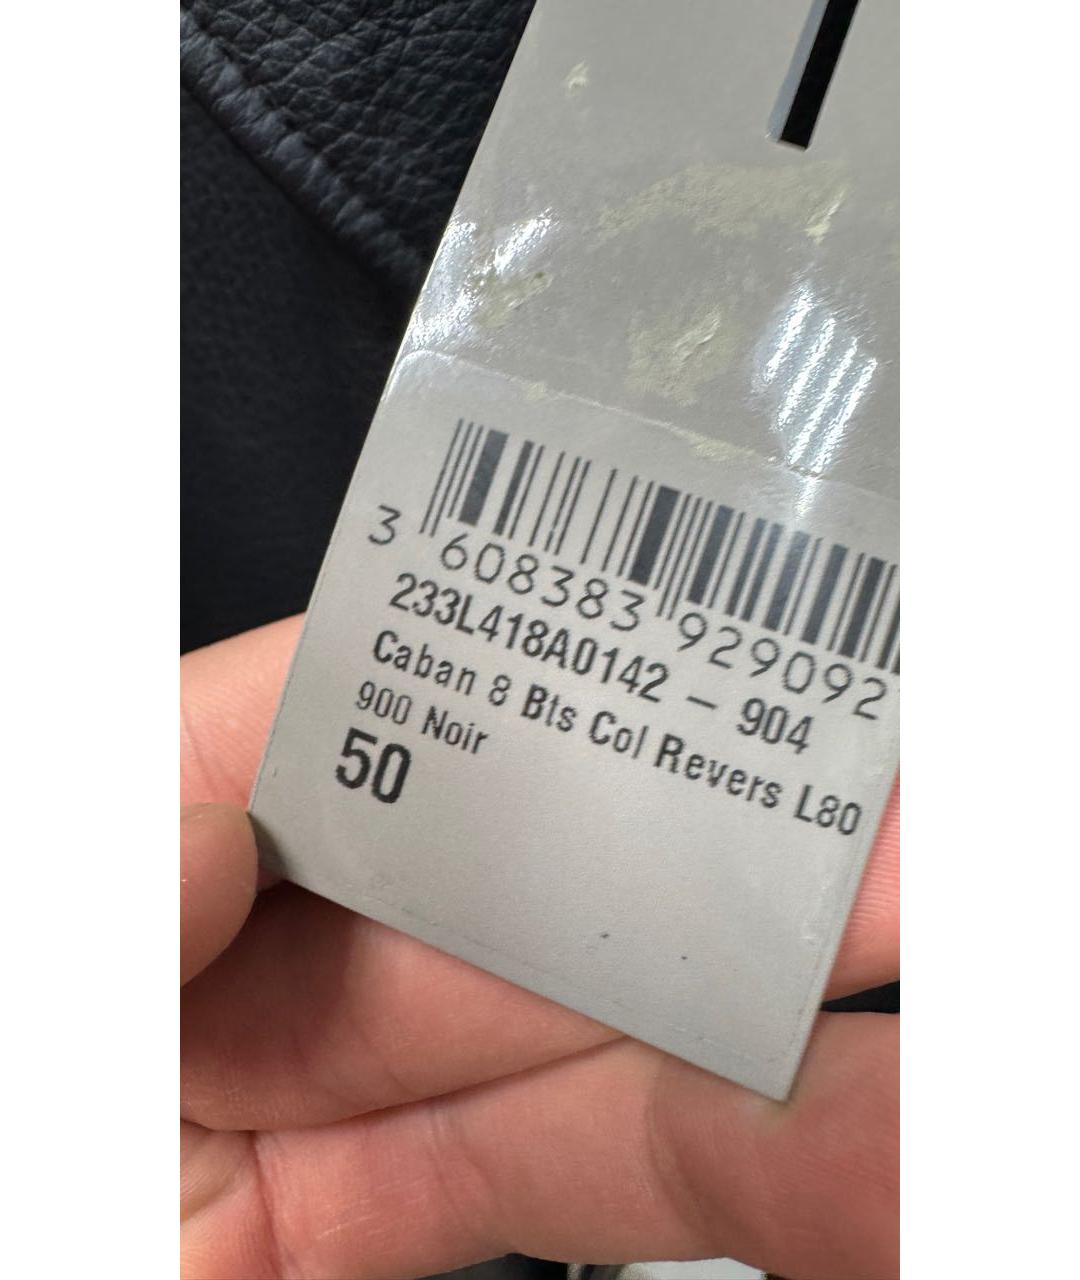 3 608383 929092
233L418A0142 – 904
Caban 8 Bts Col Revers L80
900 Noir
50